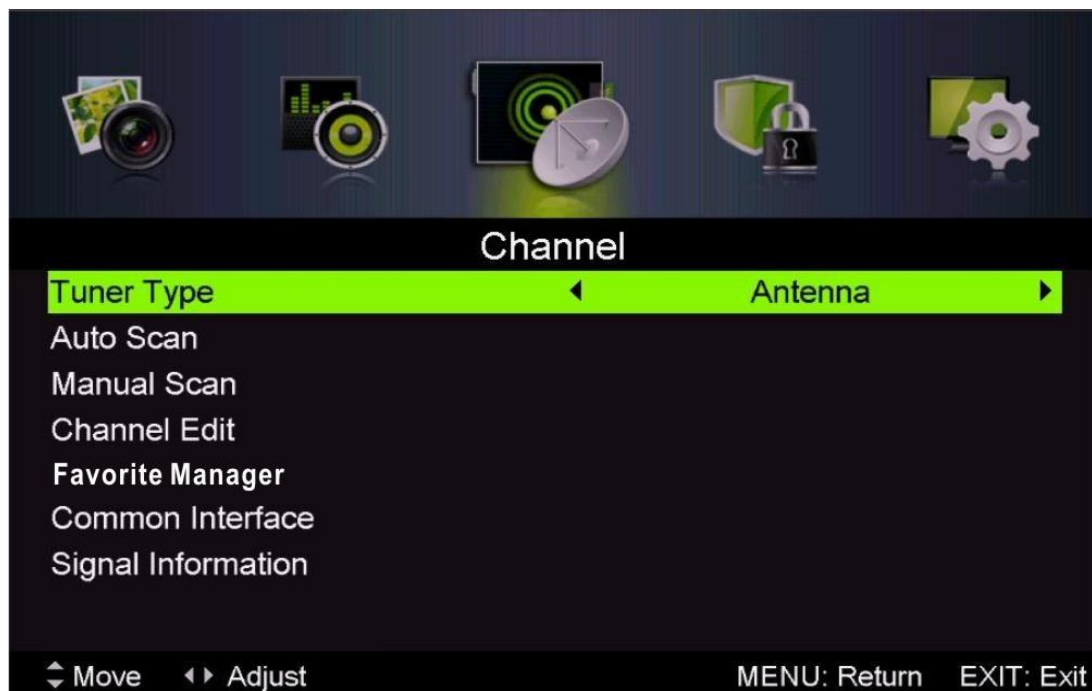 Channel
Tuner Type Antenna
Auto Scan
Manual Scan
Channel Edit
Favorite Manager
Common Interface
Signal Information
Move Adjust MENU: Return EXIT: Exit